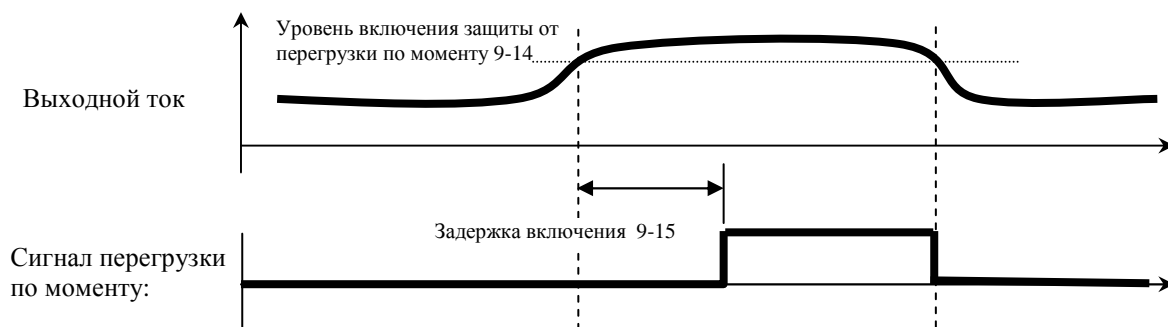 Уровень включения защиты от
перегрузки по моменту 9-14
Выходной ток
Задержка включения 9-15
Сигнал перегрузки
по моменту: